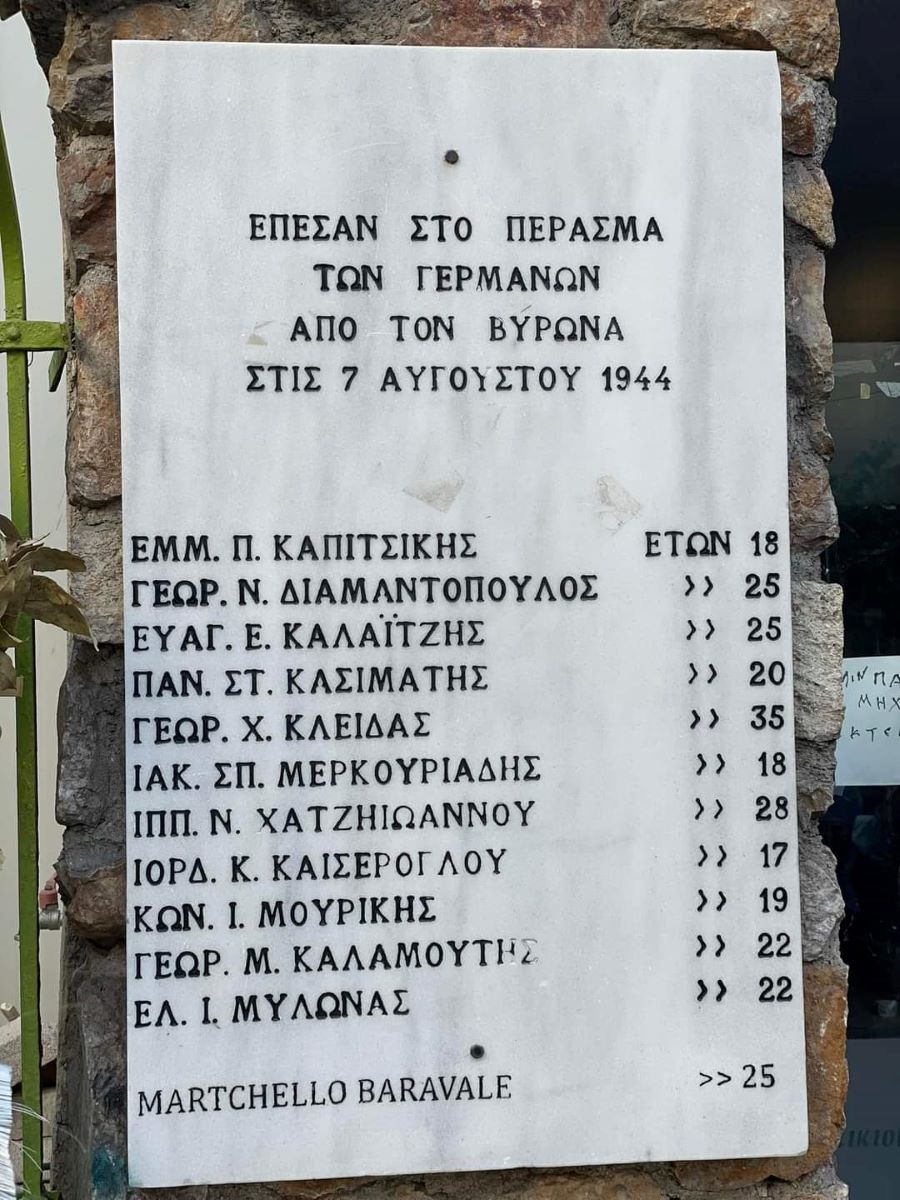 ΕΠΕΣΑΝ ΣΤΟ ΠΕΡΑΣΜΑ
ΤΩΝ ΓΕΡΜΑΝΩΝ
ΑΠΟ ΤΟΝ ΒΥΡΩΝΑ
ΣΤΙΣ 7 ΑΥΓΟΥΣΤΟΥ 1944
ΕΜΜ. Π. ΚΑΠΙΤΣΙΚΗΣ ΕΤΩΝ 18
ΓΕΩΡ. Ν. ΔΙΑΜΑΝΤΟΠΟΥΛΟΣ >> 25
ΕΥΑΓ. Ε. ΚΑΛΑΪΤΖΗΣ >> 25
ΠΑΝ. ΣΤ. ΚΑΣΙΜΑΤΗΣ >> 20
ΓΕΩΡ. Χ. ΚΛΕΙΔΑΣ >> 35
ΙΑΚ. ΣΠ. ΜΕΡΚΟΥΡΙΑΔΗΣ >> 18
ΙΠΠ. Ν. ΧΑΤΖΗΙΩΑΝΝΟΥ >> 28
ΙΟΡΔ. Κ. ΚΑΙΣΕΡΟΓΛΟΥ >> 17
ΚΩΝ. Ι. ΜΟΥΡΙΚΗΣ >> 19
ΓΕΩΡ. Μ. ΚΑΛΑΜΟΥΤΗΣ >> 22
ΕΛ. Ι. ΜΥΛΩΝΑΣ >> 22
MARTCHELLO BARAVALE >> 25